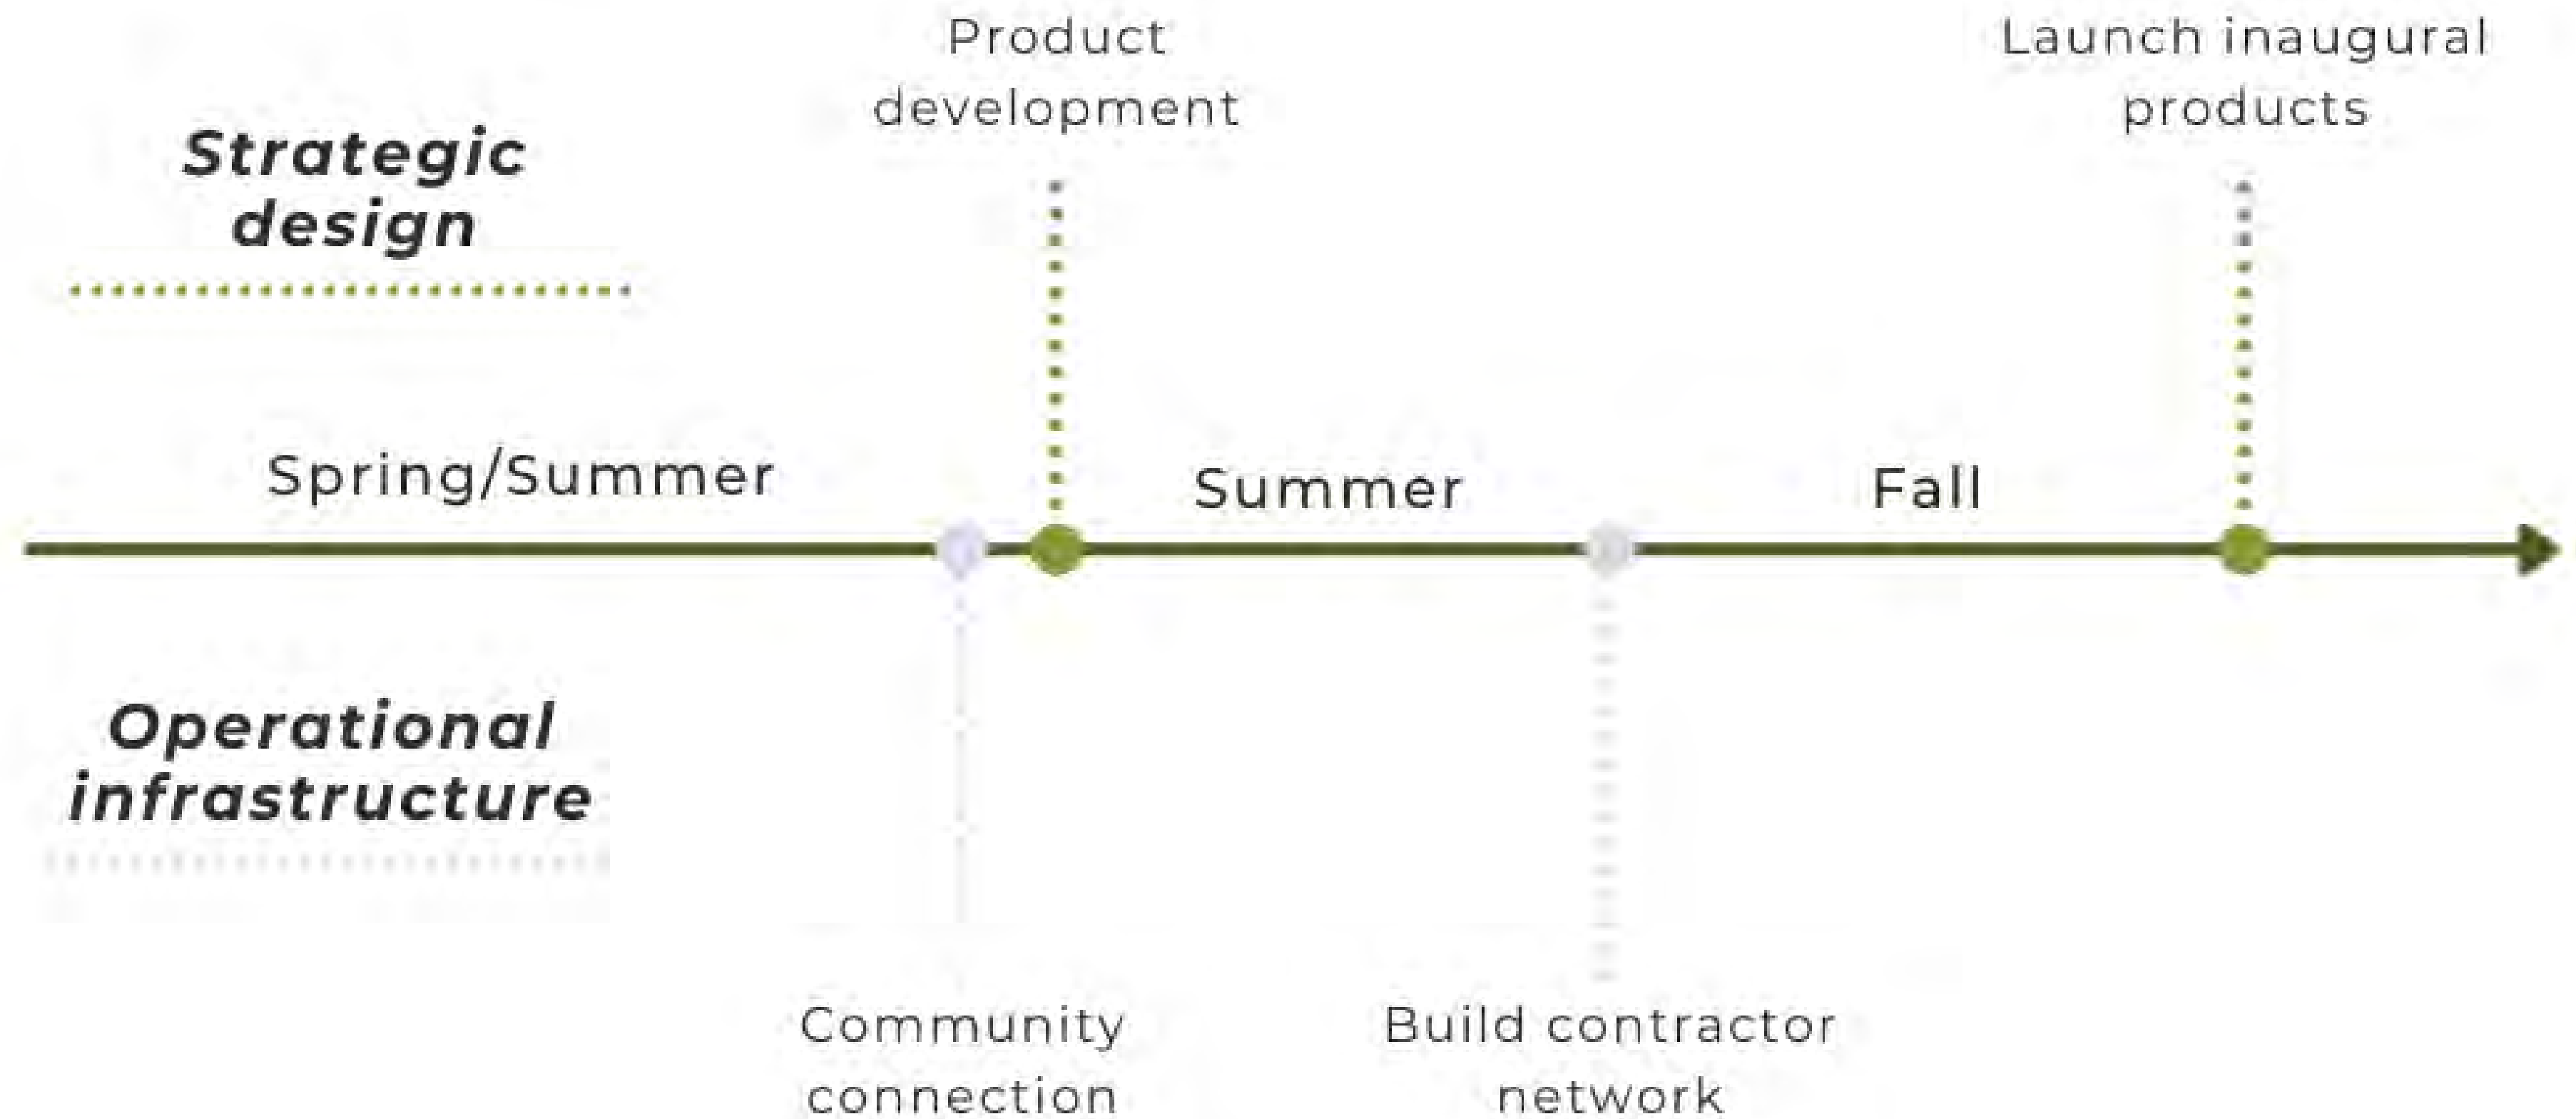 Product
development
Launch inaugural
products
Strategic
design
Spring/Summer
Summer
Fall
Operational
infrastructure
Community
connection
Build contractor
network